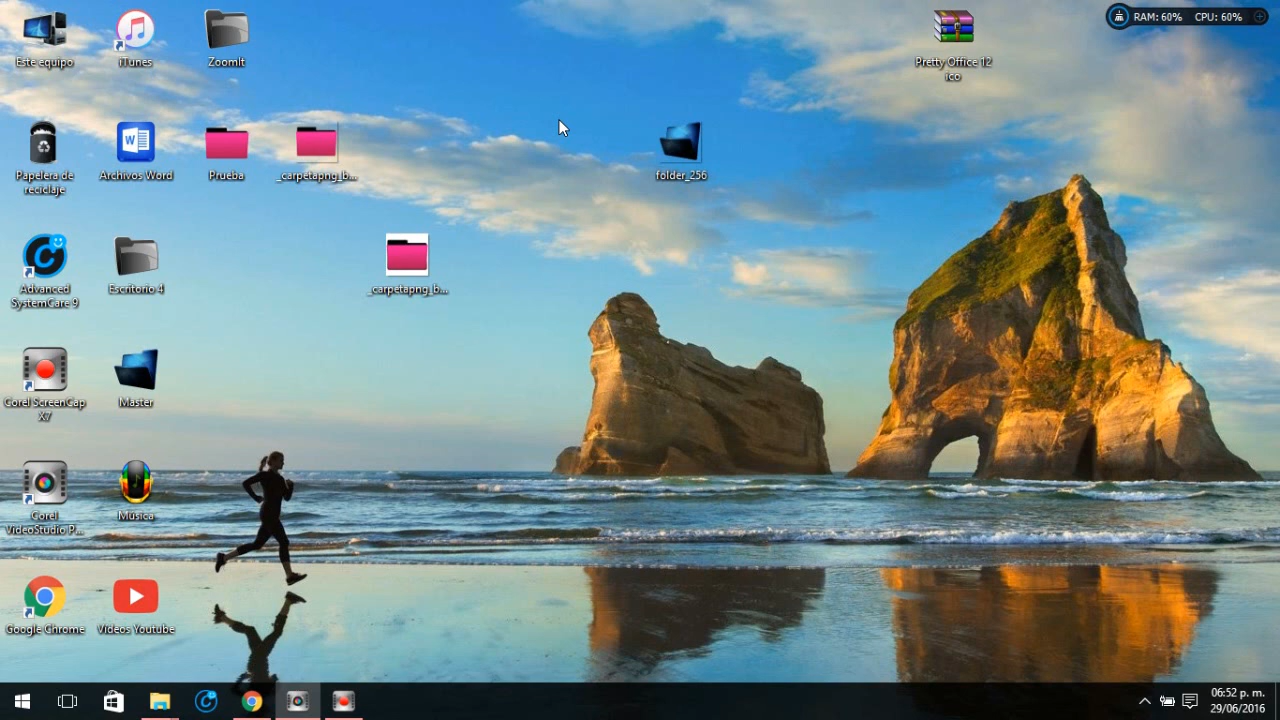 Este equipo
iTunes
ZoomIt
Pretty Office 12
ico
RAM: 60% CPU: 60%
Papelera de
reciclaje
Archivos Word
Prueba
_carpetapng_b...
folder_256
Advanced
SystemCare 9
Escritorio 4
_carpetapng_b...
Corel ScreenCap
X7
Master
Corel
VideoStudio P...
Música
Google Chrome
Videos Youtube
06:52 p. m.
29/06/2016